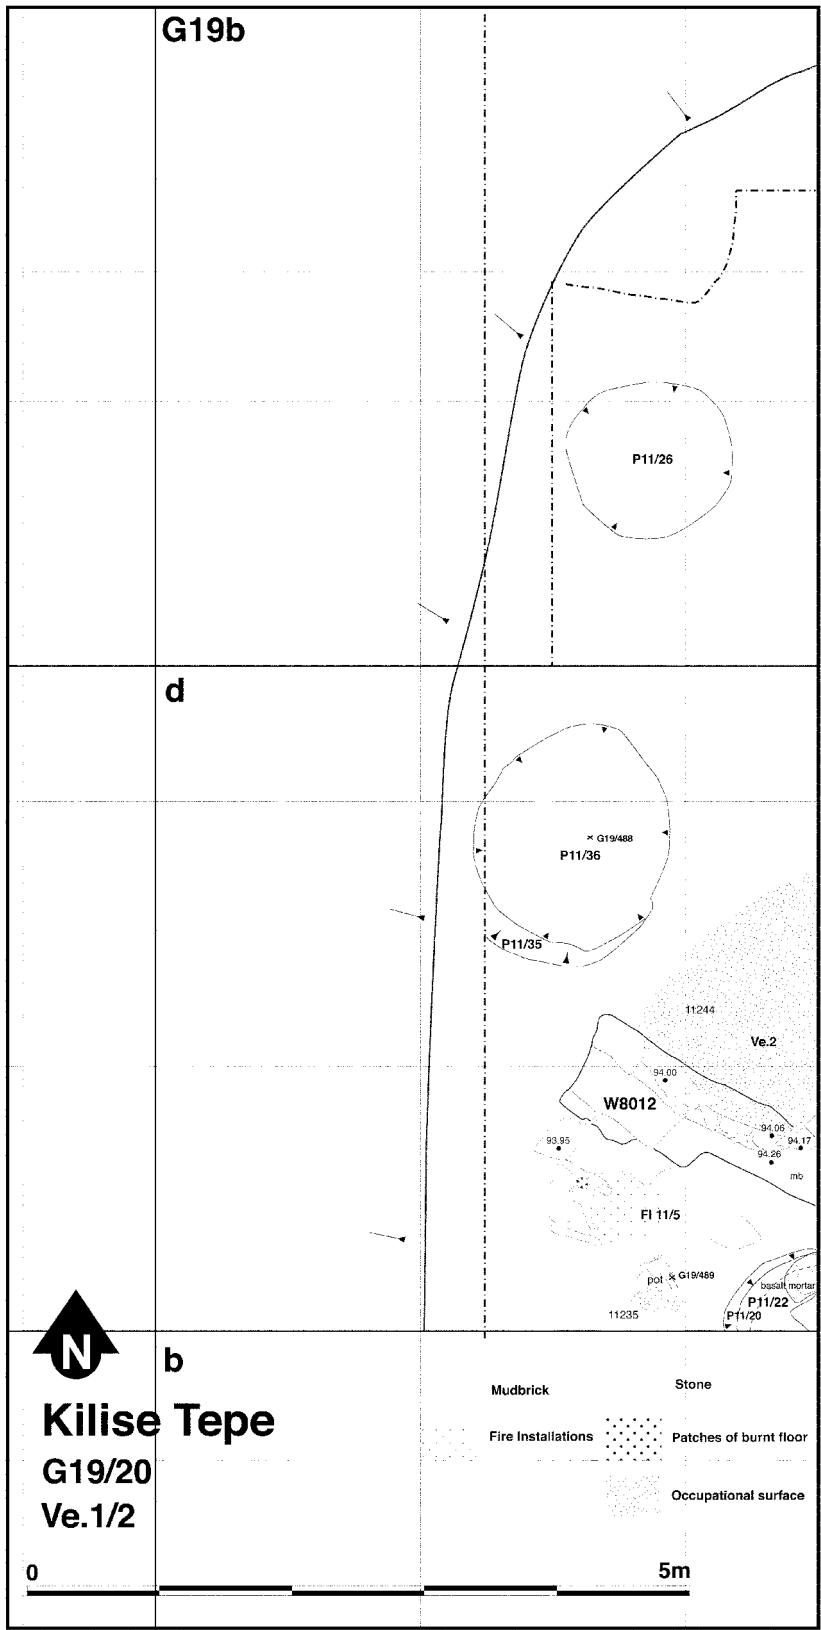 G19b
P11/26
d
G19/488
P11/36
P11/35
11244
Ve.2
94.00
W8012
94.06
93.95
94.17
94.26
mb
FI 11/5
pot
G19/489
basalt mortar
P11/22
P11/20
11235
N
b
Kilise Tepe
G19/20
Ve.1/2
Mudbrick
Stone
Fire Installations
Patches of burnt floor
Occupational surface
0
5m